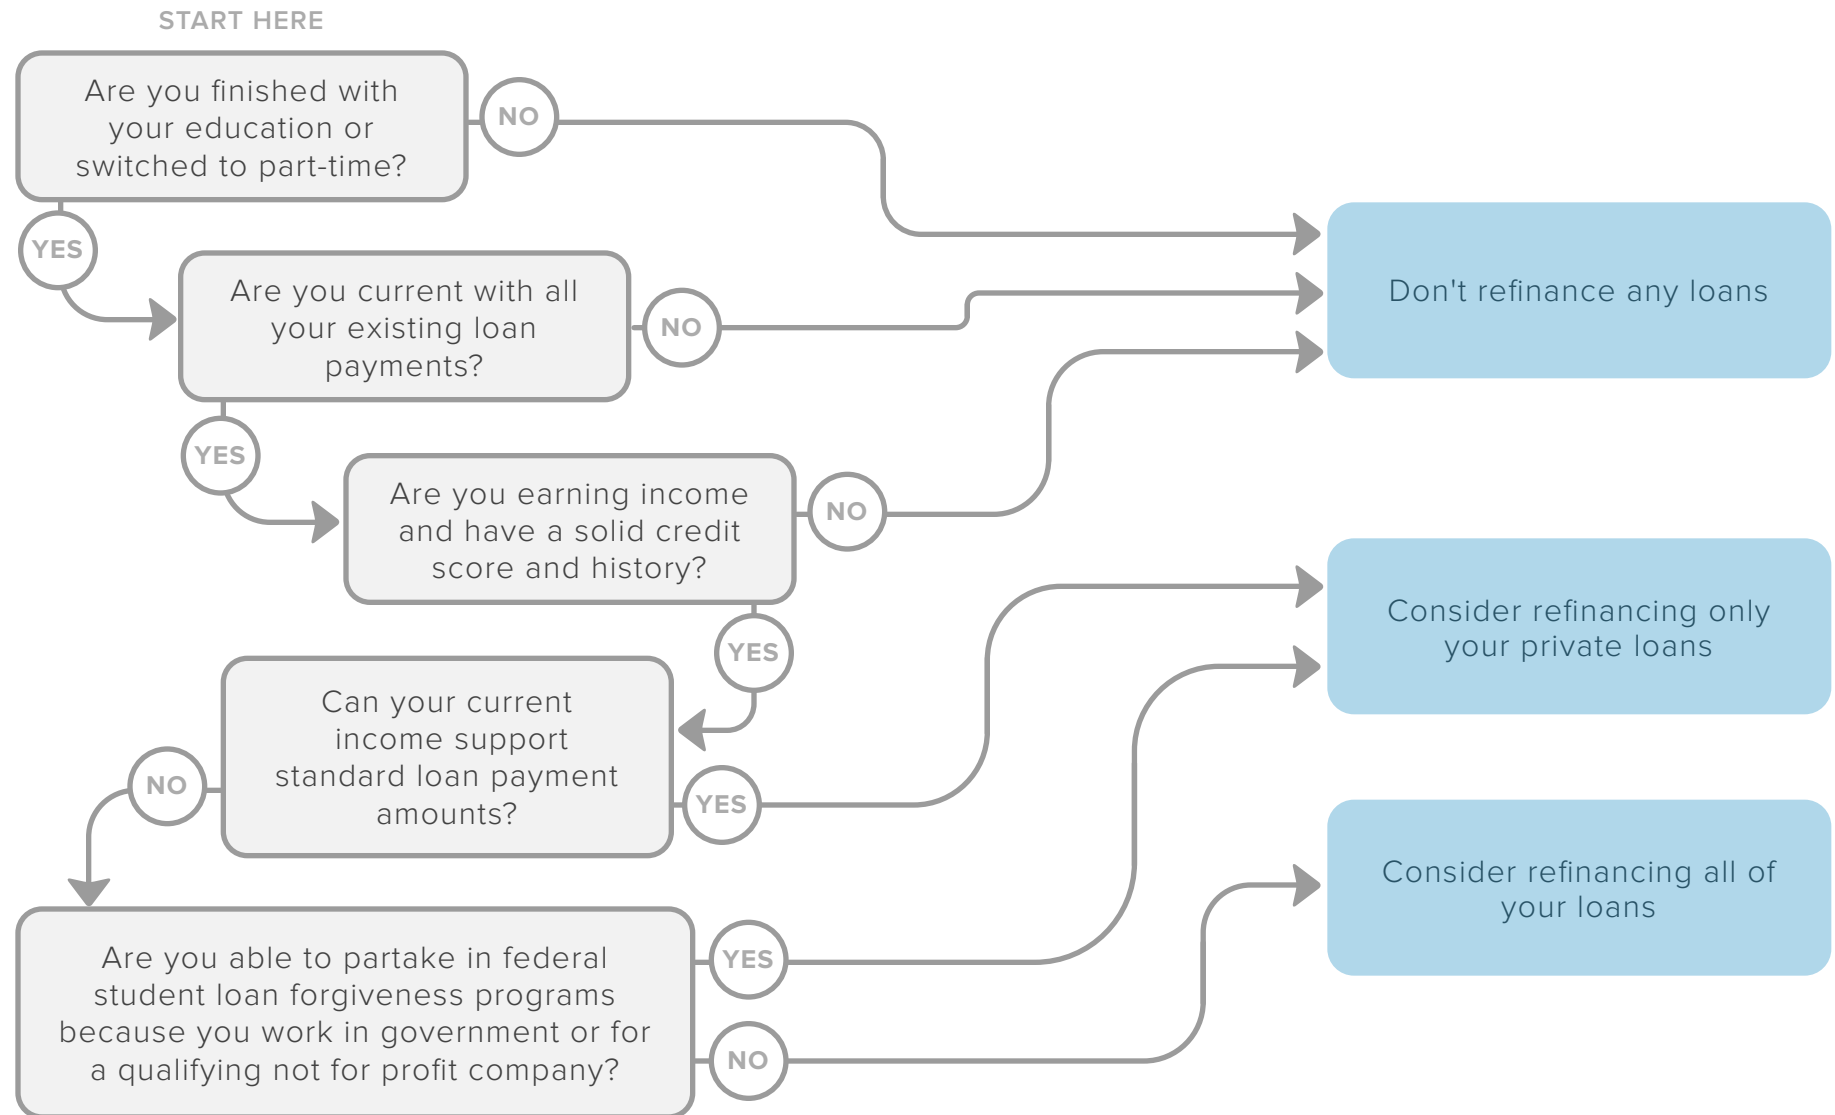 START HERE
Are you finished with
your education or
switched to part-time?
NO
YES
Are you current with all
your existing loan
payments?
NO
Don't refinance any loans
YES
Are you earning income
and have a solid credit
score and history?
NO
YES
Consider refinancing only
your private loans
Can your current
income support
standard loan payment
amounts?
NO
YES
Consider refinancing all of
your loans
Are you able to partake in federal
student loan forgiveness programs
because you work in government or for
a qualifying not for profit company?
YES
NO